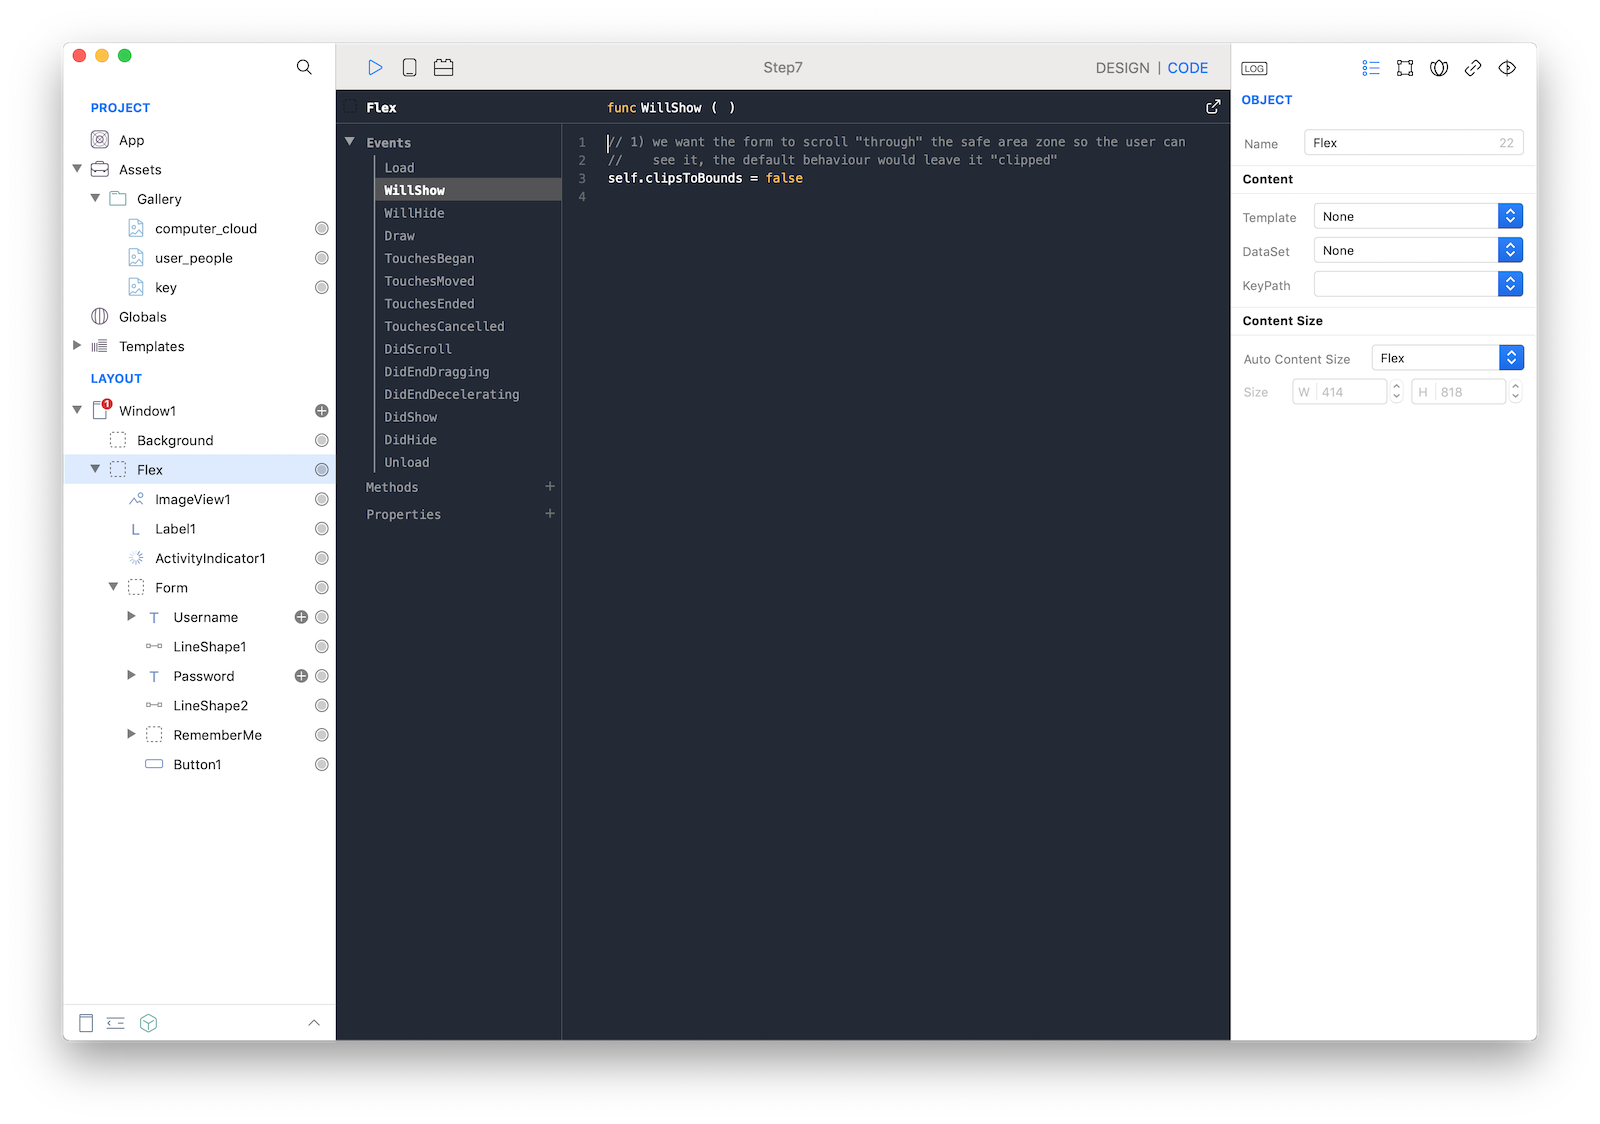 PROJECT
App
Assets
Gallery
computer_cloud
user_people
key
Globals
Templates
LAYOUT
1
Window1
Background
Flex
ImageView1
L Label1
ActivityIndicator1
Form
T Username
LineShape1
T Password
LineShape2
RememberMe
Button1
Step7
DESIGN | CODE
Flex
func WillShow ( )
Events
Load
WillShow
WillHide
Draw
TouchesBegan
TouchesMoved
TouchesEnded
TouchesCancelled
DidScroll
DidEndDragging
DidEndDecelerating
DidShow
DidHide
Unload
Methods +
Properties +
1 // 1) we want the form to scroll "through" the safe area zone so the user can
2 //    see it, the default behaviour would leave it "clipped"
3 self.clipsToBounds = false
4
LOG
OBJECT
Name Flex 22
Content
Template None
DataSet None
KeyPath
Content Size
Auto Content Size Flex
Size W 414 H 818